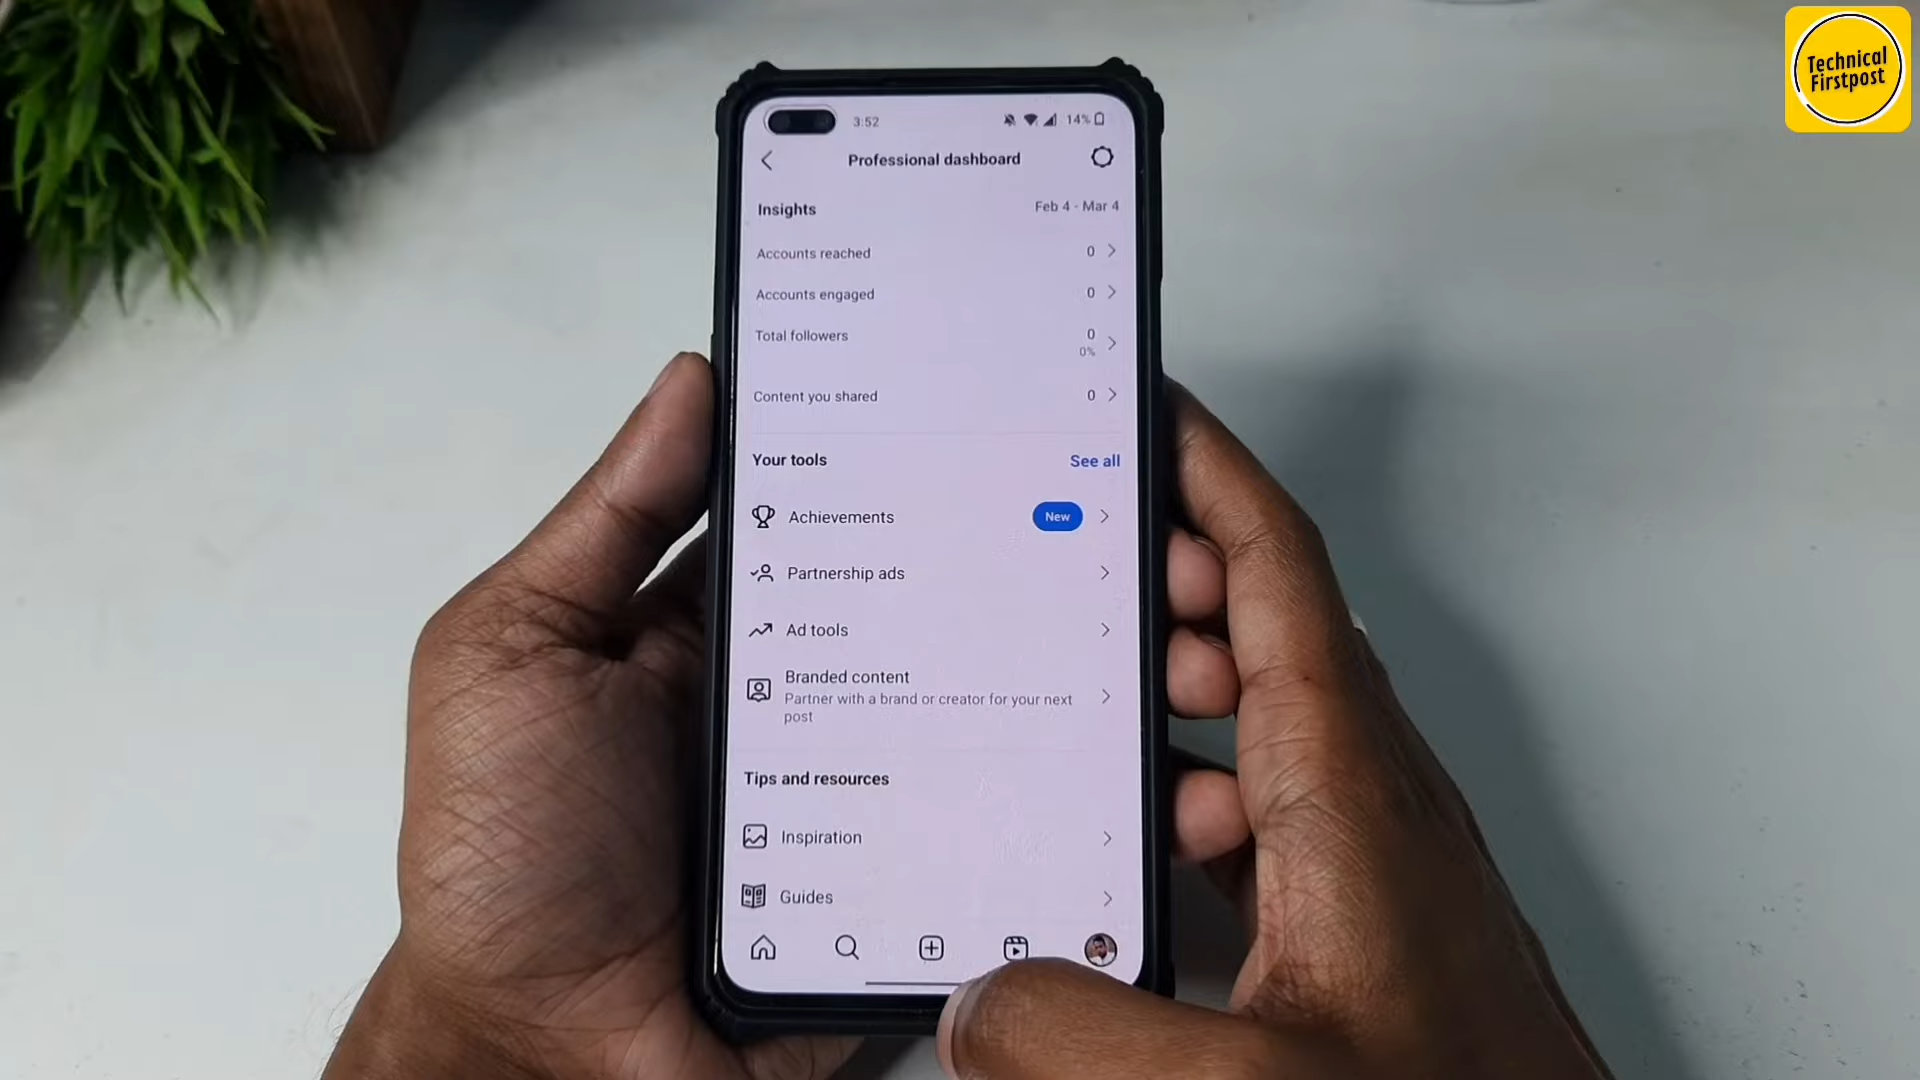 Technical
Firstpost
3:52
14%
Professional dashboard
Insights
Feb 4 - Mar 4
Accounts reached
0
Accounts engaged
0
Total followers
0
0%
Content you shared
0
Your tools
See all
Achievements
New
Partnership ads
Ad tools
Branded content
Partner with a brand or creator for your next
post
Tips and resources
Inspiration
Guides